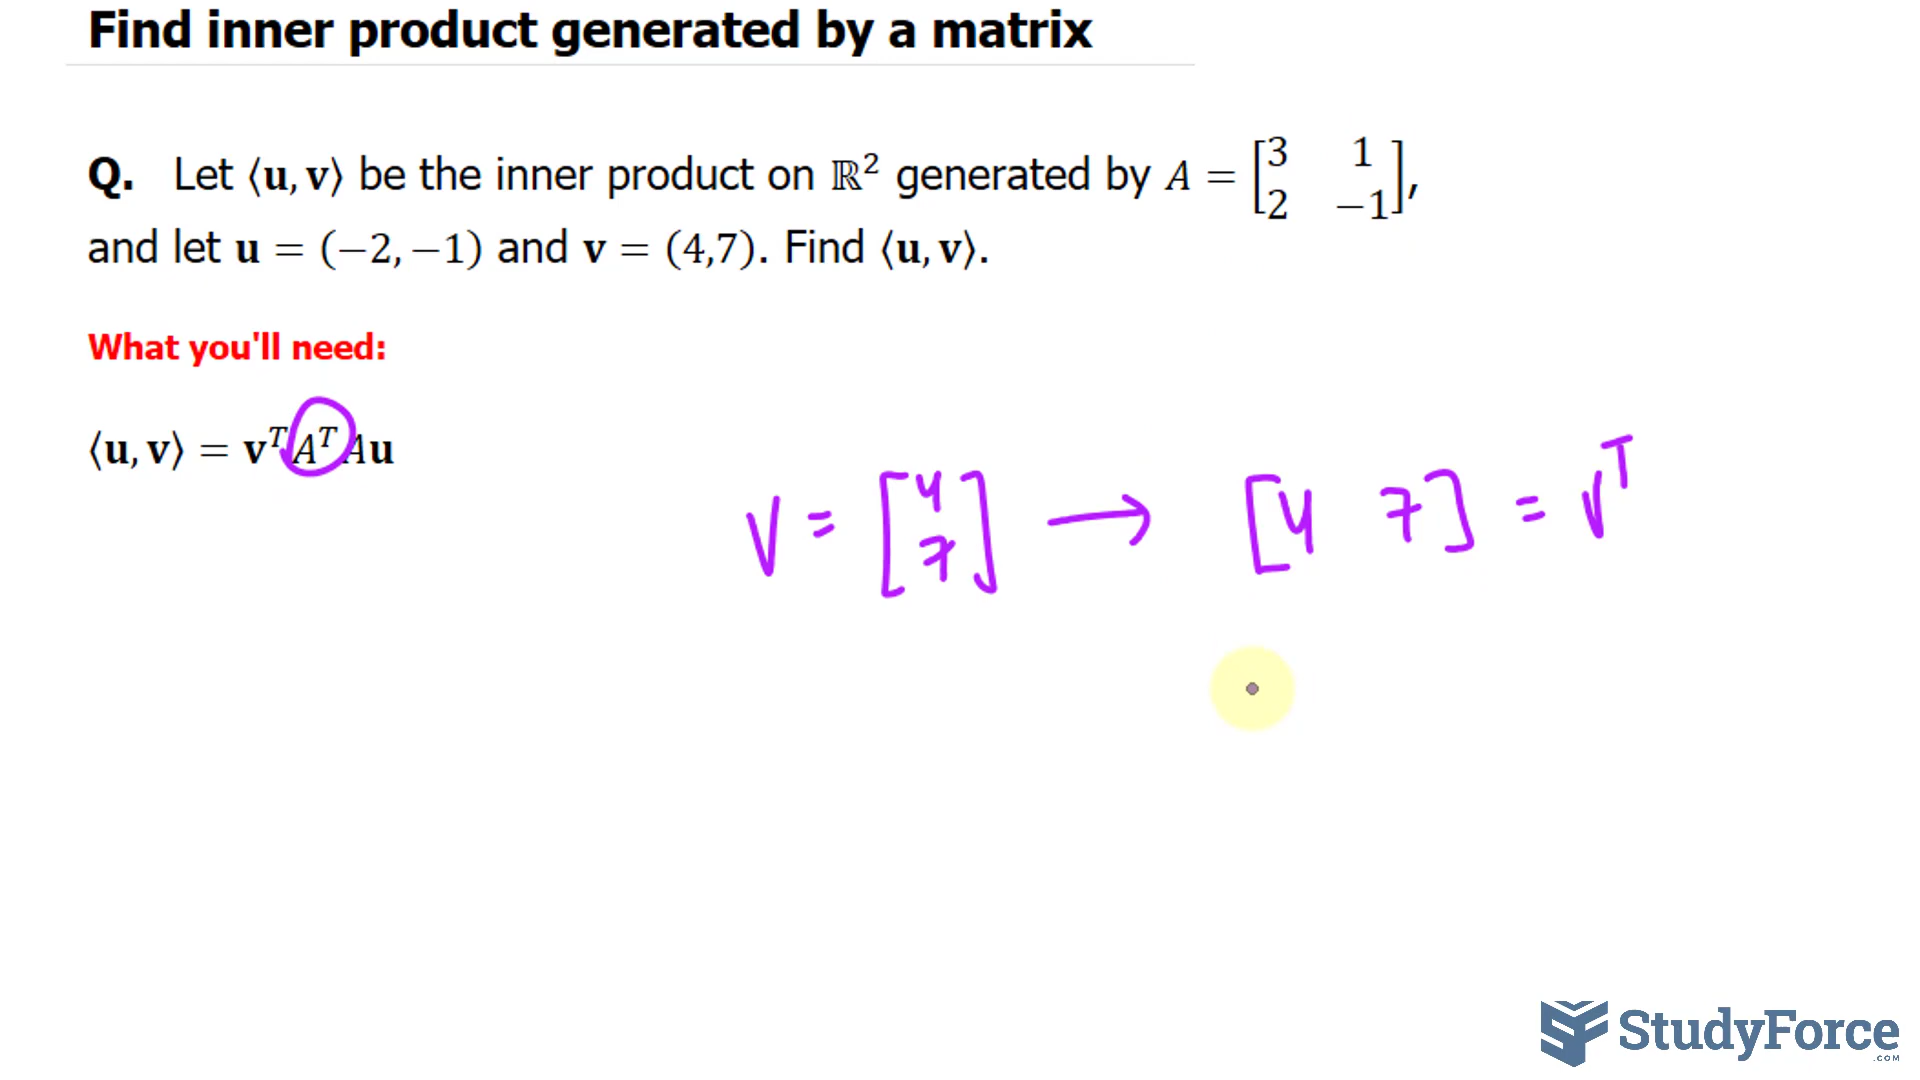 Find inner product generated by a matrix
Q. Let ⟨u, v⟩ be the inner product on ℝ² generated by A = [3 1; 2 −1],
and let u = (−2, −1) and v = (4,7). Find ⟨u, v⟩.
What you'll need:
⟨u, v⟩ = vᵀAᵀAu
V = [4; 7] → [4 7] = Vᵀ
StudyForce
.COM